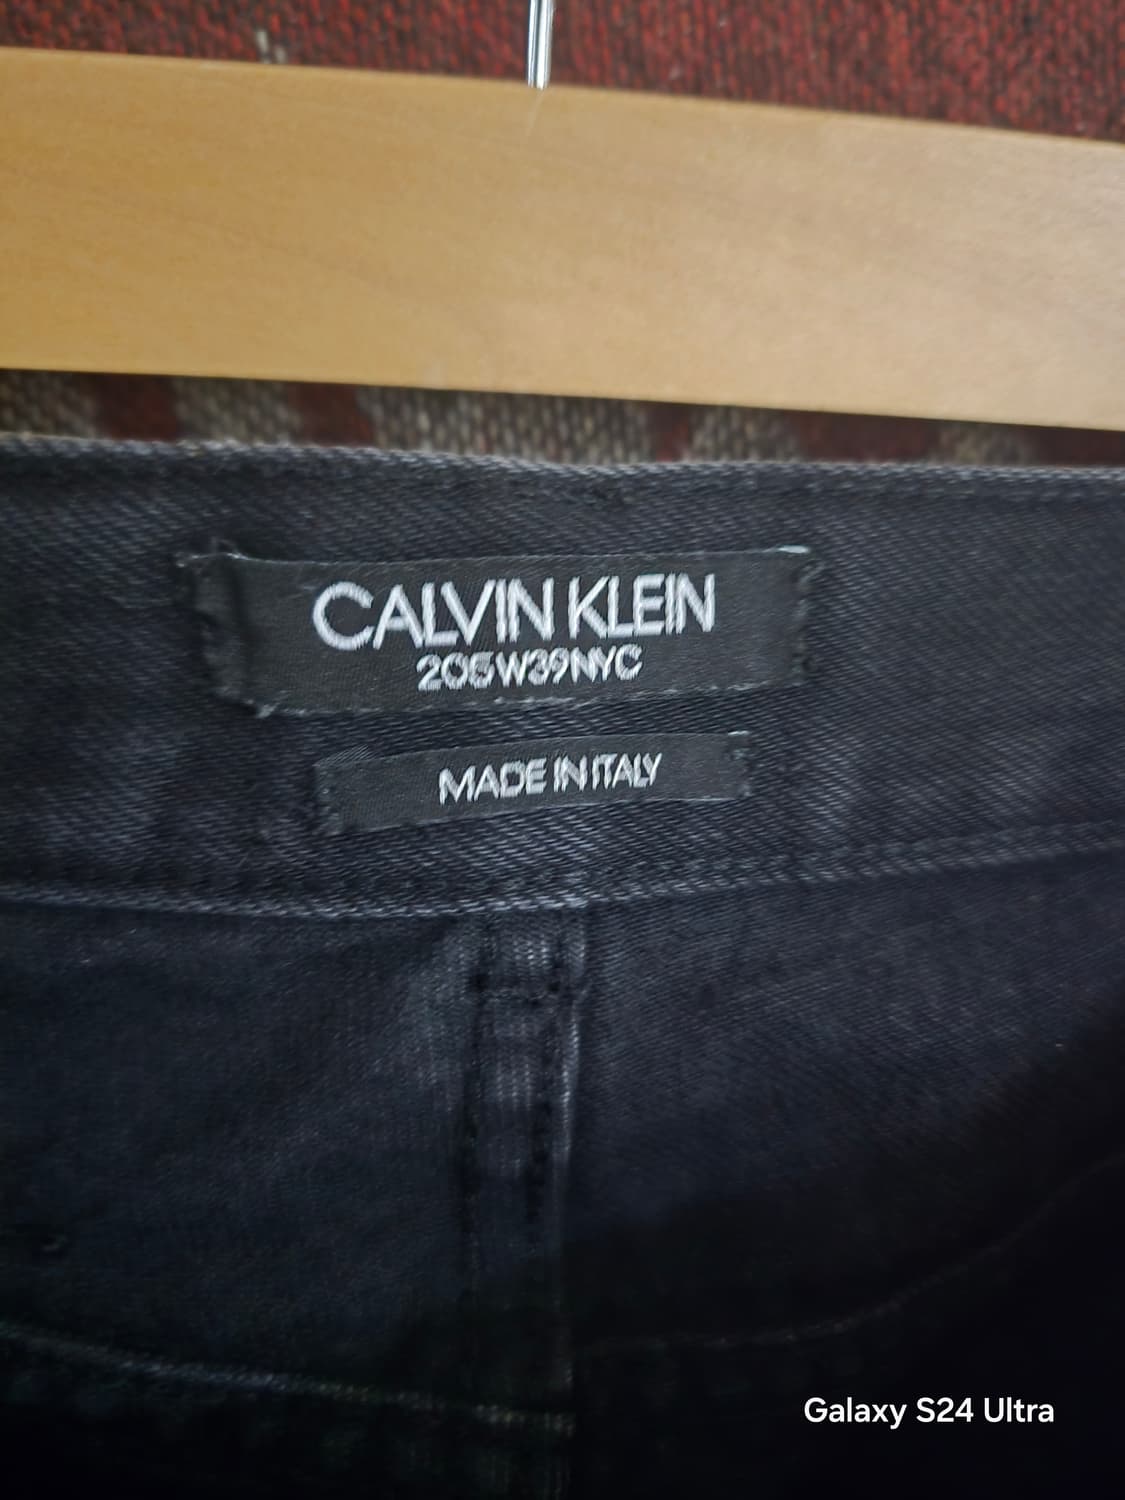 CALVIN KLEIN
205W39NYC
MADE IN ITALY
Galaxy S24 Ultra